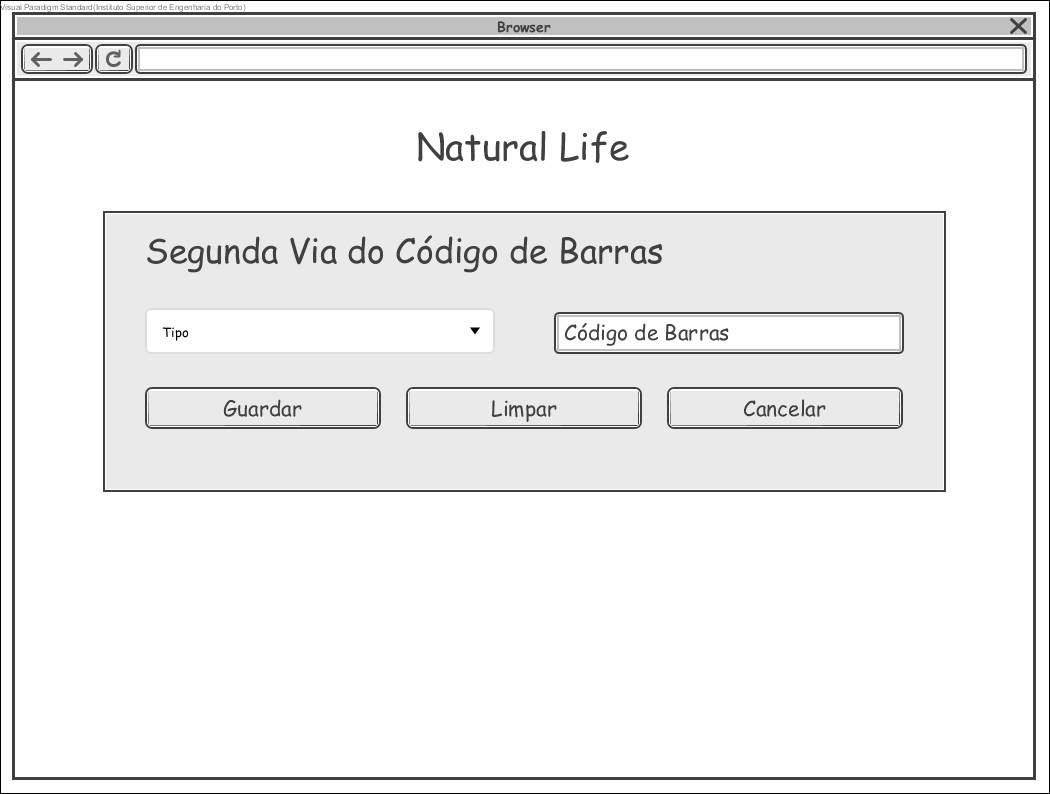 Visual Paradigm Standard(Instituto Superior de Engenharia do Porto)
Browser
Natural Life
Segunda Via do Código de Barras
Tipo
Código de Barras
Guardar
Limpar
Cancelar